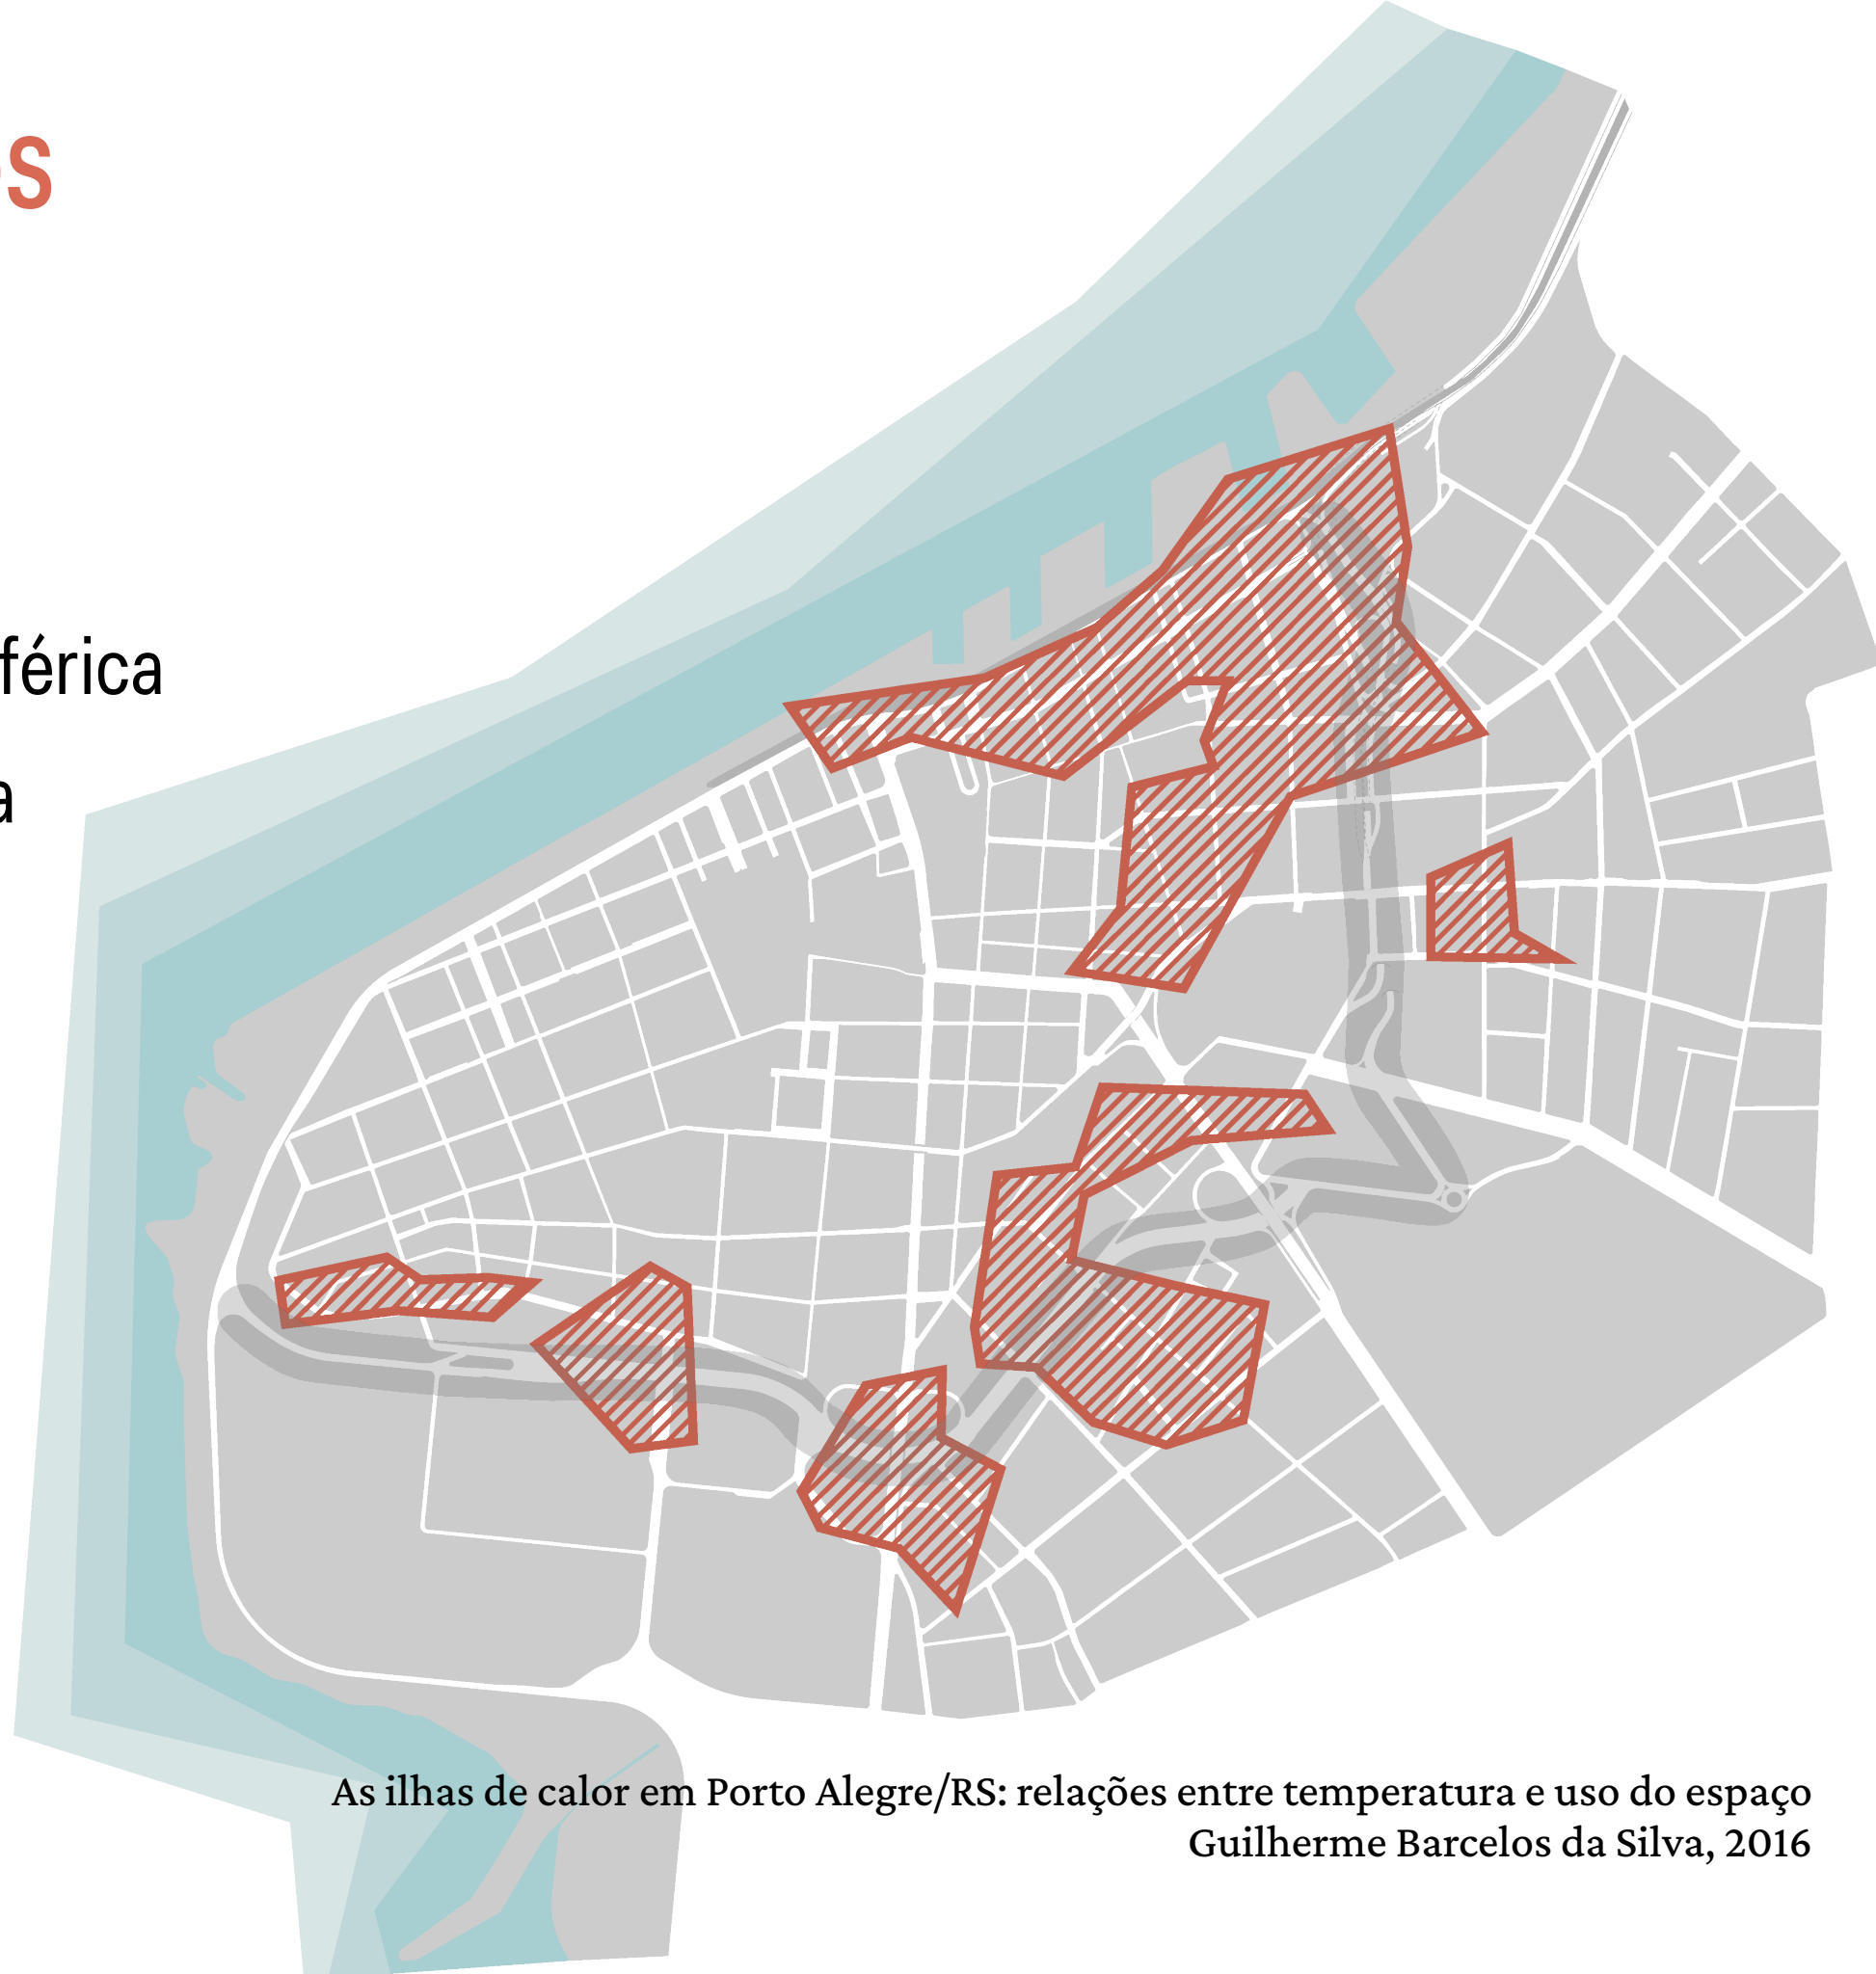 s
férica
a
As ilhas de calor em Porto Alegre/RS: relações entre temperatura e uso do espaço
Guilherme Barcelos da Silva, 2016